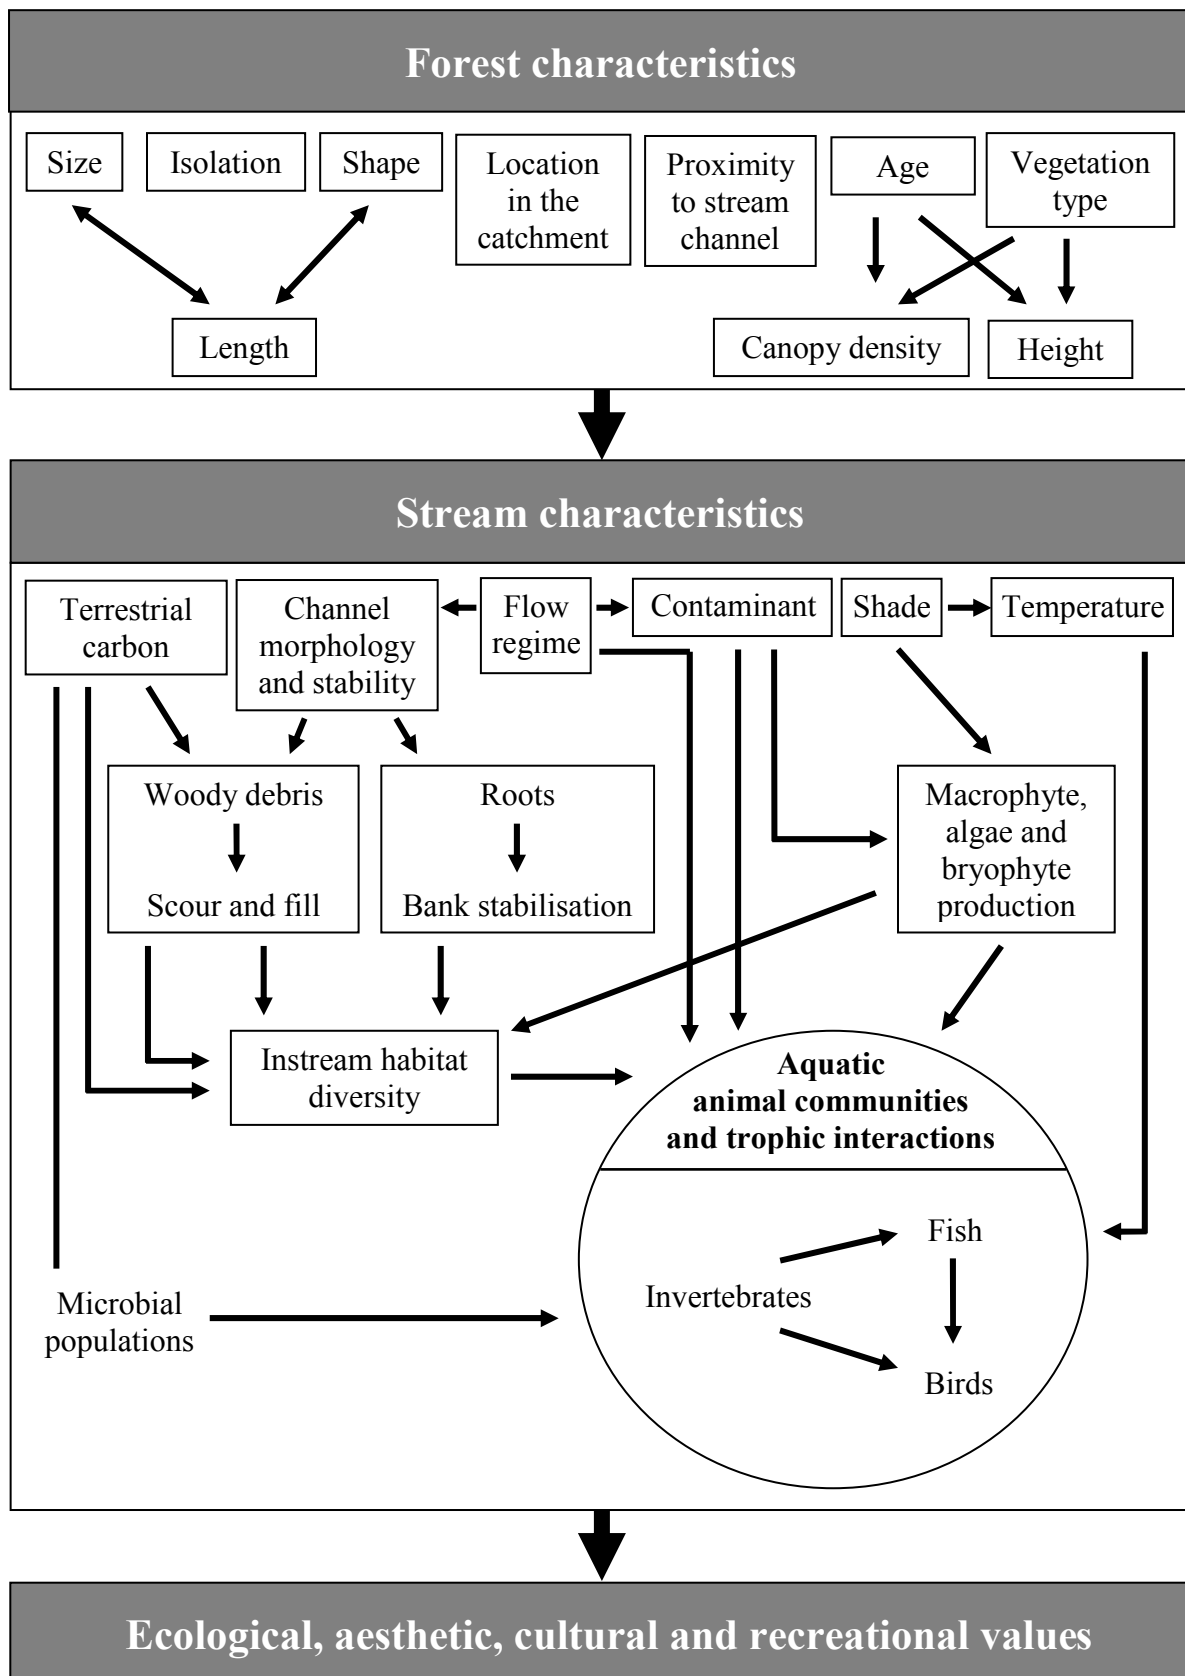 Forest characteristics
Size
Isolation
Shape
Location
in the
catchment
Proximity
to stream
channel
Age
Vegetation
type
Length
Canopy density
Height
Stream characteristics
Terrestrial
carbon
Channel
morphology
and stability
Flow
regime
Contaminant
Shade
Temperature
Woody debris
Scour and fill
Roots
Bank stabilisation
Macrophyte,
algae and
bryophyte
production
Instream habitat
diversity
Aquatic
animal communities
and trophic interactions
Fish
Invertebrates
Birds
Microbial
populations
Ecological, aesthetic, cultural and recreational values